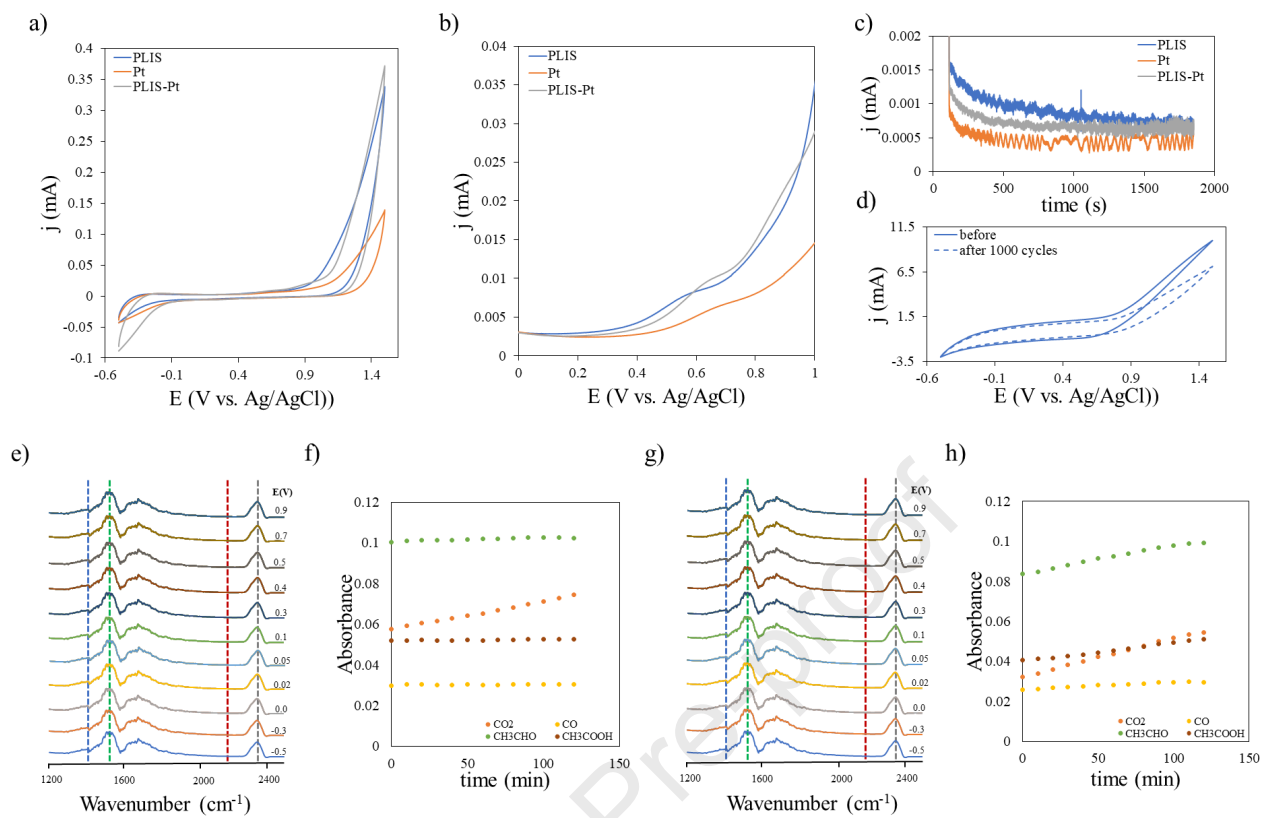 a)
0.4
0.35
0.3
0.25
0.2
0.15
0.1
0.05
0
-0.05
-0.1
j (mA)
PLIS
Pt
PLIS-Pt
-0.6 -0.1 0.4 0.9 1.4
E (V vs. Ag/AgCl))
b)
0.04
0.035
0.03
0.025
0.02
0.015
0.01
0.005
0
j (mA)
PLIS
Pt
PLIS-Pt
0 0.2 0.4 0.6 0.8 1
E (V vs. Ag/AgCl)
c)
0.002
0.0015
0.001
0.0005
0
j (mA)
PLIS
Pt
PLIS-Pt
0 500 1000 1500 2000
time (s)
d)
11.5
6.5
1.5
-3.5
j (mA)
before
after 1000 cycles
-0.6 -0.1 0.4 0.9 1.4
E (V vs. Ag/AgCl))
e)
E(V)
0.9
0.7
0.5
0.4
0.3
0.1
0.05
0.02
0.0
-0.3
-0.5
1200 1600 2000 2400
Wavenumber (cm-1)
f)
0.12
0.1
0.08
0.06
0.04
0.02
0
Absorbance
CO2 CO
CH3CHO CH3COOH
0 50 100 150
time (min)
g)
E(V)
0.9
0.7
0.5
0.4
0.3
0.1
0.05
0.02
0.0
-0.3
-0.5
1200 1600 2000 2400
Wavenumber (cm-1)
h)
0.12
0.1
0.08
0.06
0.04
0.02
0
Absorbance
CO2 CO
CH3CHO CH3COOH
0 50 100 150
time (min)
Pre-proof